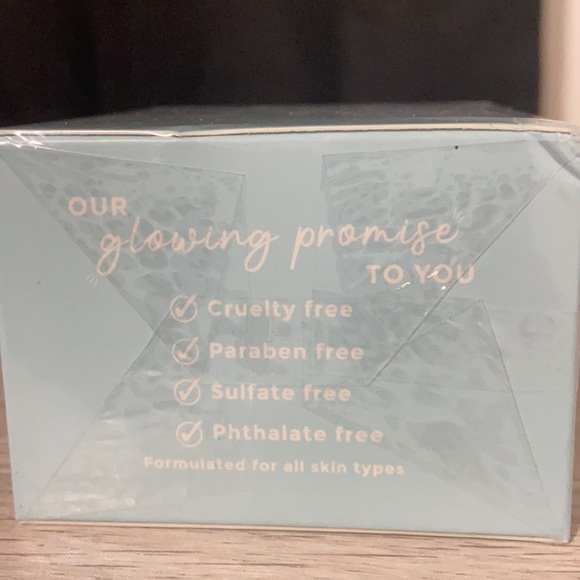 OUR
glowing promise
TO YOU
Cruelty free
Paraben free
Sulfate free
Phthalate free
Formulated for all skin types